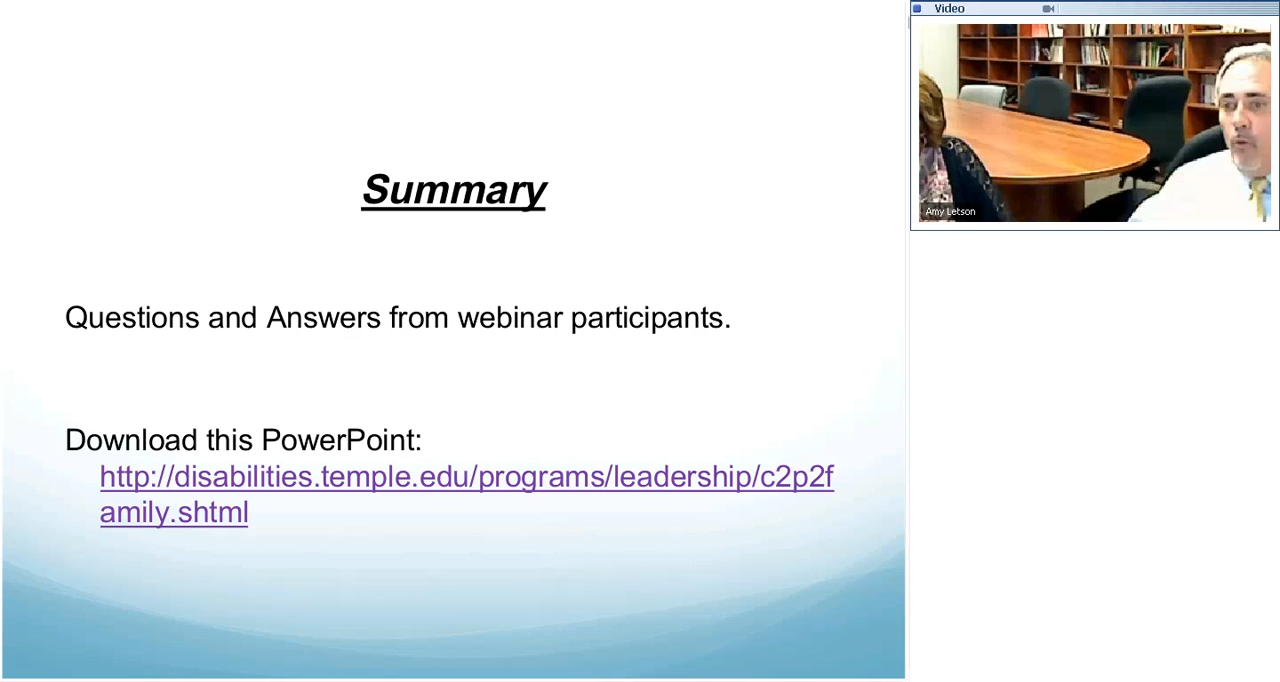 Video
Amy Letson
Summary
Questions and Answers from webinar participants.
Download this PowerPoint:
http://disabilities.temple.edu/programs/leadership/c2p2f
amily.shtml